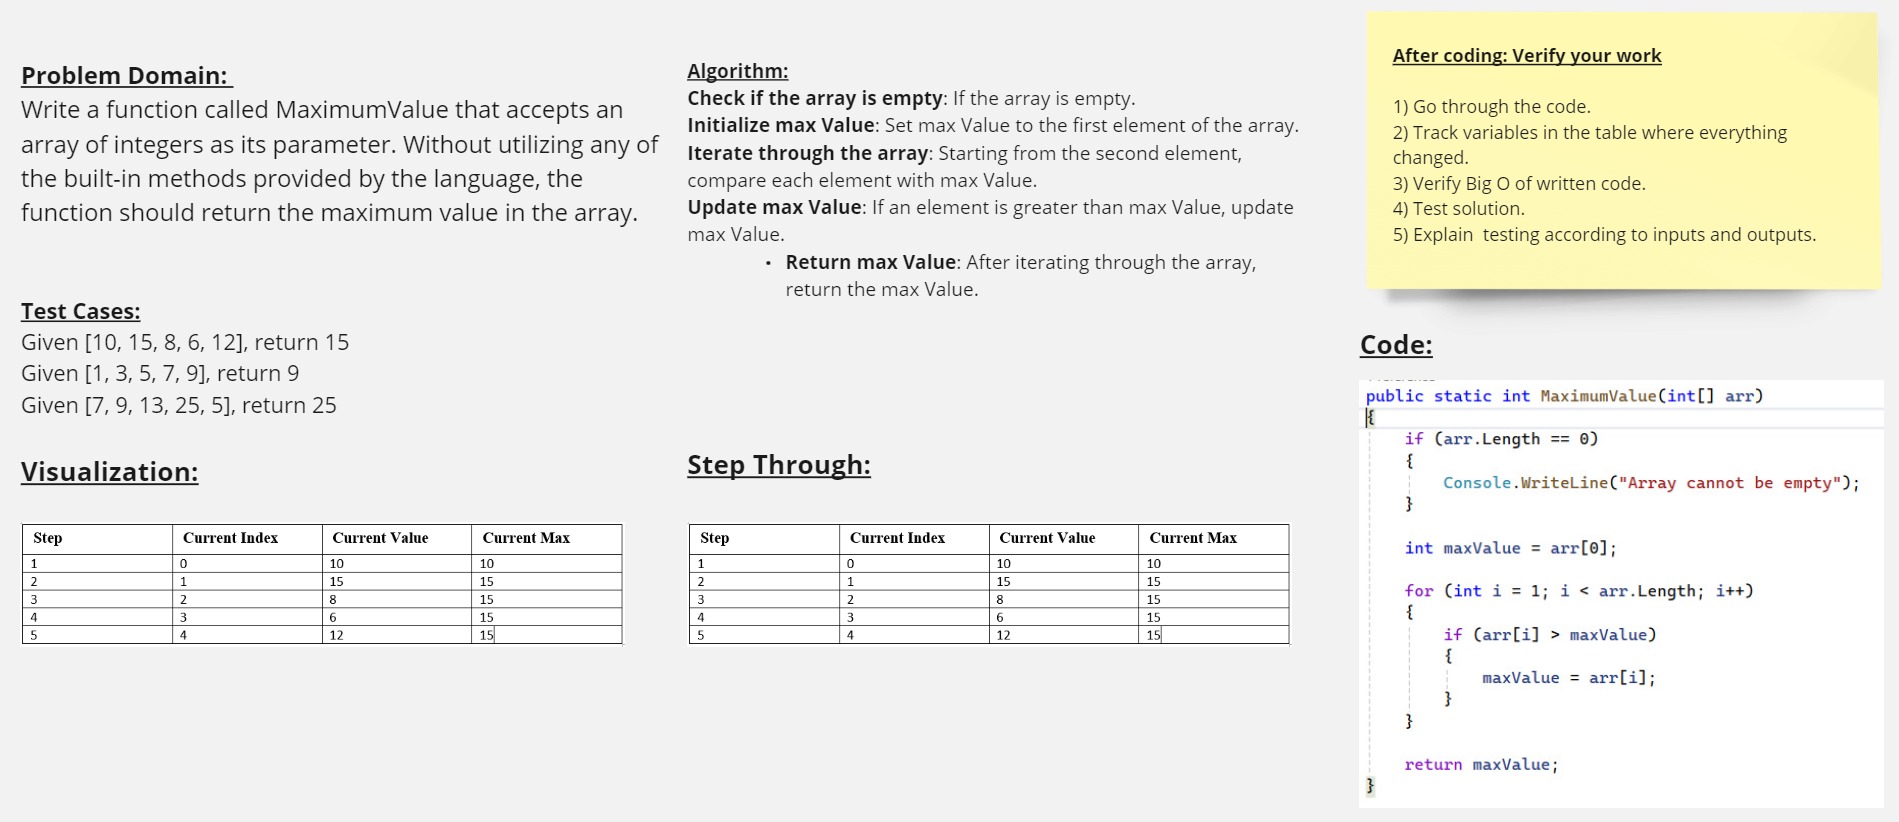 Problem Domain:
Write a function called MaximumValue that accepts an
array of integers as its parameter. Without utilizing any of
the built-in methods provided by the language, the
function should return the maximum value in the array.
Test Cases:
Given [10, 15, 8, 6, 12], return 15
Given [1, 3, 5, 7, 9], return 9
Given [7, 9, 13, 25, 5], return 25
Visualization:
Step Current Index Current Value Current Max
1 0 10 10
2 1 15 15
3 2 8 15
4 3 6 15
5 4 12 15
Algorithm:
Check if the array is empty: If the array is empty.
Initialize max Value: Set max Value to the first element of the array.
Iterate through the array: Starting from the second element,
compare each element with max Value.
Update max Value: If an element is greater than max Value, update
max Value.
• Return max Value: After iterating through the array,
return the max Value.
Step Through:
Step Current Index Current Value Current Max
1 0 10 10
2 1 15 15
3 2 8 15
4 3 6 15
5 4 12 15
After coding: Verify your work
1) Go through the code.
2) Track variables in the table where everything
changed.
3) Verify Big O of written code.
4) Test solution.
5) Explain  testing according to inputs and outputs.
Code:
public static int MaximumValue(int[] arr)
{
if (arr.Length == 0)
{
Console.WriteLine("Array cannot be empty");
}
int maxValue = arr[0];
for (int i = 1; i < arr.Length; i++)
{
if (arr[i] > maxValue)
{
maxValue = arr[i];
}
}
return maxValue;
}